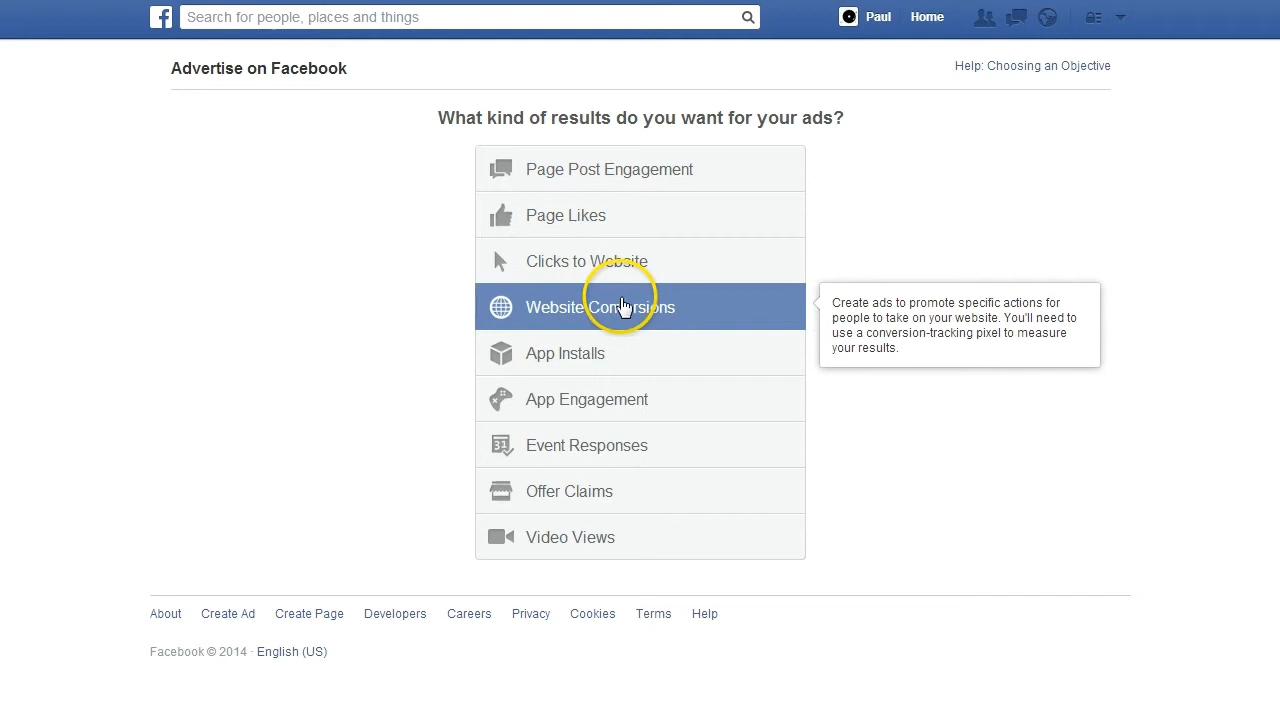 Search for people, places and things
Paul Home
Advertise on Facebook
Help: Choosing an Objective
What kind of results do you want for your ads?
Page Post Engagement
Page Likes
Clicks to Website
Website Conversions
Create ads to promote specific actions for
people to take on your website. You'll need to
use a conversion-tracking pixel to measure
your results.
App Installs
App Engagement
31
Event Responses
Offer Claims
Video Views
About Create Ad Create Page Developers Careers Privacy Cookies Terms Help
Facebook © 2014 · English (US)